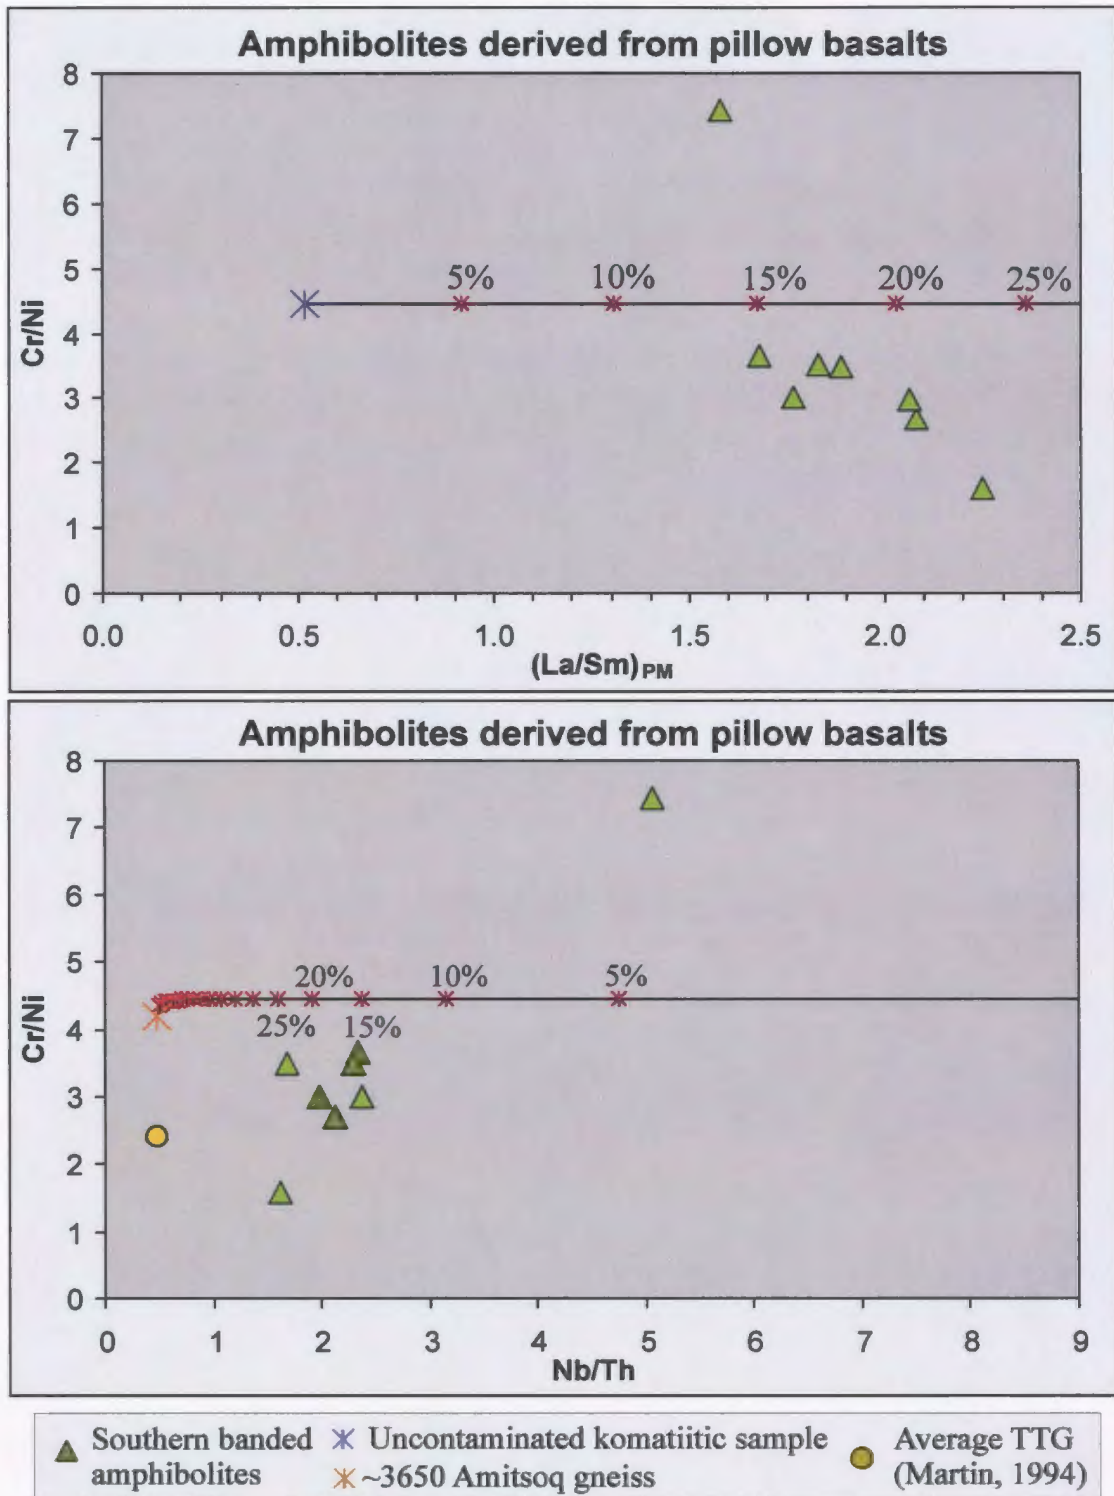 Amphibolites derived from pillow basalts
8
7
6
5
4
3
2
1
0
Cr/Ni
5% 10% 15% 20% 25%
0.0 0.5 1.0 1.5 2.0 2.5
(La/Sm)PM
Amphibolites derived from pillow basalts
8
7
6
5
4
3
2
1
0
Cr/Ni
20% 10% 5%
25% 15%
0 1 2 3 4 5 6 7 8 9
Nb/Th
Southern banded amphibolites
Uncontaminated komatiitic sample
~3650 Amitsoq gneiss
Average TTG
(Martin, 1994)